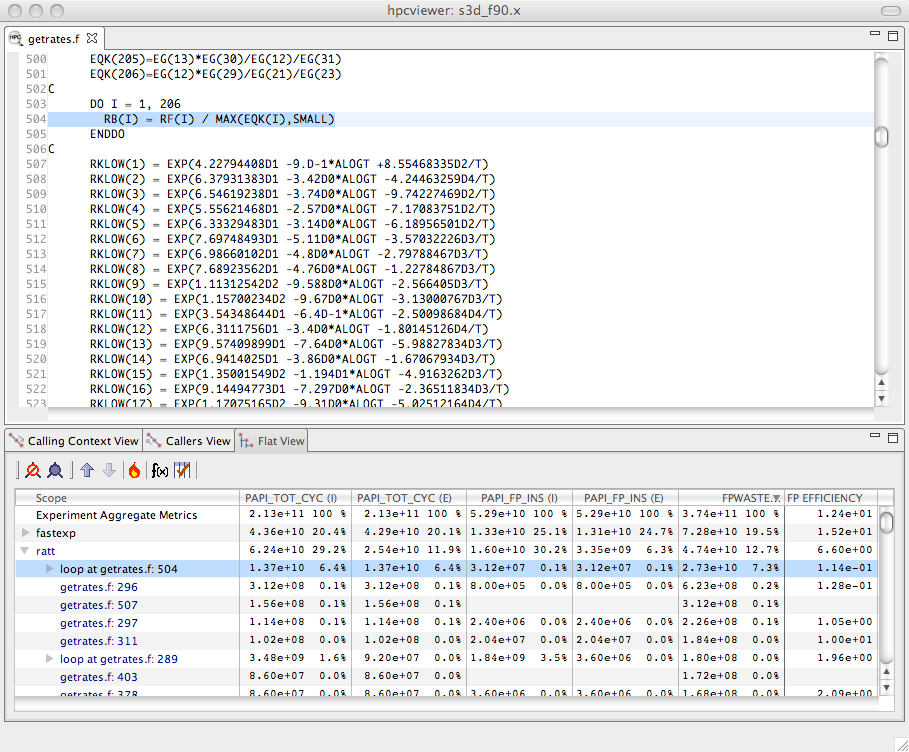 hpcviewer: s3d_f90.x
getrates.f
500 EQK(205)=EG(13)*EG(30)/EG(12)/EG(31)
501 EQK(206)=EG(12)*EG(29)/EG(21)/EG(23)
502C
503 DO I = 1, 206
504 RB(I) = RF(I) / MAX(EQK(I),SMALL)
505 ENDDO
506C
507 RKLOW(1) = EXP(4.22794408D1 -9.D-1*ALOGT +8.55468335D2/T)
508 RKLOW(2) = EXP(6.37931383D1 -3.42D0*ALOGT -4.24463259D4/T)
509 RKLOW(3) = EXP(6.54619238D1 -3.74D0*ALOGT -9.74227469D2/T)
510 RKLOW(4) = EXP(5.55621468D1 -2.57D0*ALOGT -7.17083751D2/T)
511 RKLOW(5) = EXP(6.33329483D1 -3.14D0*ALOGT -6.18956501D2/T)
512 RKLOW(6) = EXP(7.69748493D1 -5.11D0*ALOGT -3.57032226D3/T)
513 RKLOW(7) = EXP(6.98660102D1 -4.8D0*ALOGT -2.79788467D3/T)
514 RKLOW(8) = EXP(7.68923562D1 -4.76D0*ALOGT -1.22784867D3/T)
515 RKLOW(9) = EXP(1.11312542D2 -9.588D0*ALOGT -2.566405D3/T)
516 RKLOW(10) = EXP(1.15700234D2 -9.67D0*ALOGT -3.13000767D3/T)
517 RKLOW(11) = EXP(3.54348644D1 -6.4D-1*ALOGT -2.50098684D4/T)
518 RKLOW(12) = EXP(6.3111756D1 -3.4D0*ALOGT -1.80145126D4/T)
519 RKLOW(13) = EXP(9.57409899D1 -7.64D0*ALOGT -5.98827834D3/T)
520 RKLOW(14) = EXP(6.9414025D1 -3.86D0*ALOGT -1.67067934D3/T)
521 RKLOW(15) = EXP(1.35001549D2 -1.194D1*ALOGT -4.9163262D3/T)
522 RKLOW(16) = EXP(9.14494773D1 -7.297D0*ALOGT -2.36511834D3/T)
523 RKLOW(17) = EXP(1.17075165D2 -9.31D0*ALOGT -5.02512164D4/T)
Calling Context View Callers View Flat View
f(x)
Scope PAPI_TOT_CYC (I) PAPI_TOT_CYC (E) PAPI_FP_INS (I) PAPI_FP_INS (E) FPWASTE. FP EFFICIENCY
Experiment Aggregate Metrics 2.13e+11 100 % 2.13e+11 100 % 5.29e+10 100 % 5.29e+10 100 % 3.74e+11 100 % 1.24e+01
fastexp 4.36e+10 20.4% 4.29e+10 20.1% 1.33e+10 25.1% 1.31e+10 24.7% 7.28e+10 19.5% 1.52e+01
ratt 6.24e+10 29.2% 2.54e+10 11.9% 1.60e+10 30.2% 3.35e+09 6.3% 4.74e+10 12.7% 6.60e+00
loop at getrates.f: 504 1.37e+10 6.4% 1.37e+10 6.4% 3.12e+07 0.1% 3.12e+07 0.1% 2.73e+10 7.3% 1.14e-01
getrates.f: 296 3.12e+08 0.1% 3.12e+08 0.1% 8.00e+05 0.0% 8.00e+05 0.0% 6.23e+08 0.2% 1.28e-01
getrates.f: 507 1.56e+08 0.1% 1.56e+08 0.1% 3.12e+08 0.1%
getrates.f: 297 1.14e+08 0.1% 1.14e+08 0.1% 2.40e+06 0.0% 2.40e+06 0.0% 2.26e+08 0.1% 1.05e+00
getrates.f: 311 1.02e+08 0.0% 1.02e+08 0.0% 2.04e+07 0.0% 2.04e+07 0.0% 1.84e+08 0.0% 1.00e+01
loop at getrates.f: 289 3.48e+09 1.6% 9.20e+07 0.0% 1.84e+09 3.5% 3.60e+06 0.0% 1.80e+08 0.0% 1.96e+00
getrates.f: 403 8.60e+07 0.0% 8.60e+07 0.0% 1.72e+08 0.0%
getrates.f: 378 8.60e+07 0.0% 8.60e+07 0.0% 3.60e+06 0.0% 3.60e+06 0.0% 1.68e+08 0.0% 2.09e+00